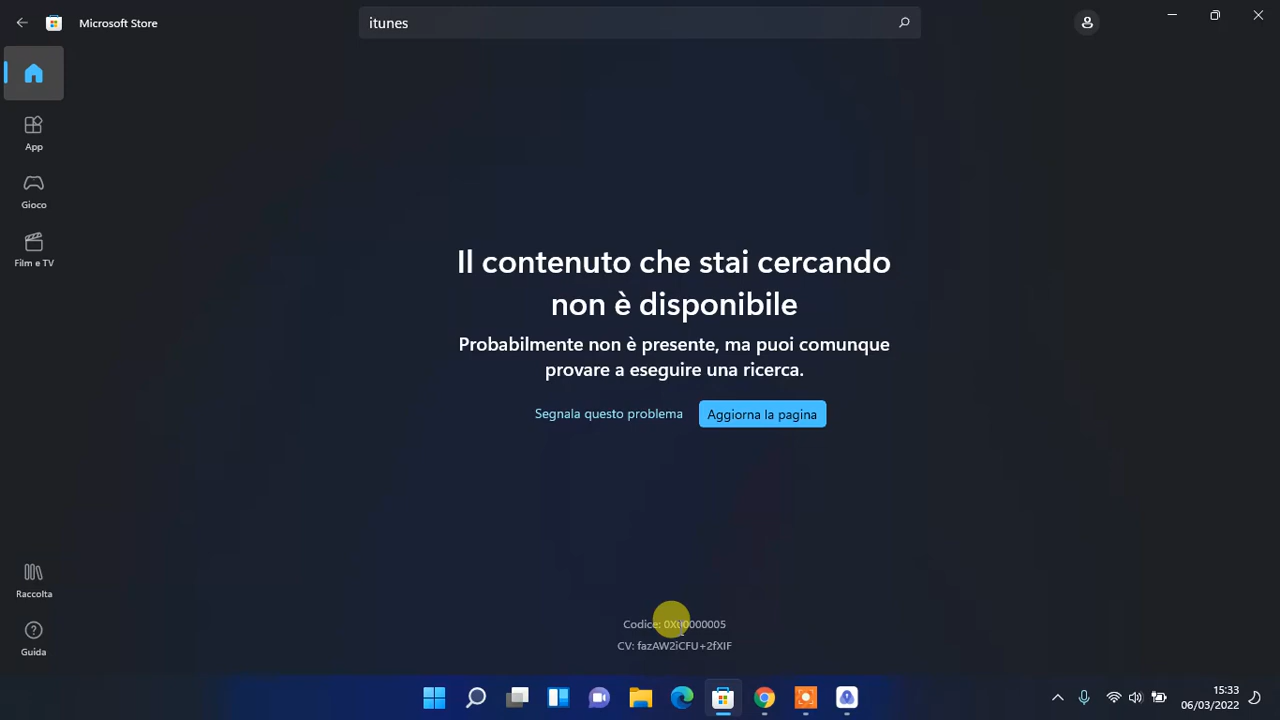 Microsoft Store
itunes
App
Gioco
Film e TV
Il contenuto che stai cercando
non è disponibile
Probabilmente non è presente, ma puoi comunque
provare a eseguire una ricerca.
Segnala questo problema
Aggiorna la pagina
Raccolta
Guida
Codice: 0X00000005
CV: fazAW2iCFU+2fXIF
15:33
06/03/2022